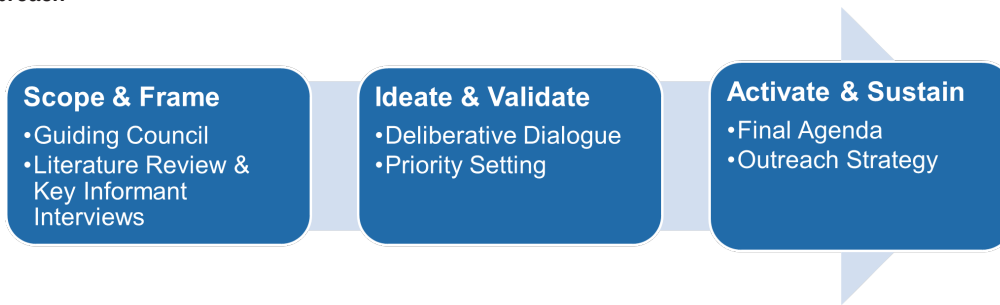 Scope & Frame
•Guiding Council
•Literature Review &
Key Informant
Interviews
Ideate & Validate
•Deliberative Dialogue
•Priority Setting
Activate & Sustain
•Final Agenda
•Outreach Strategy